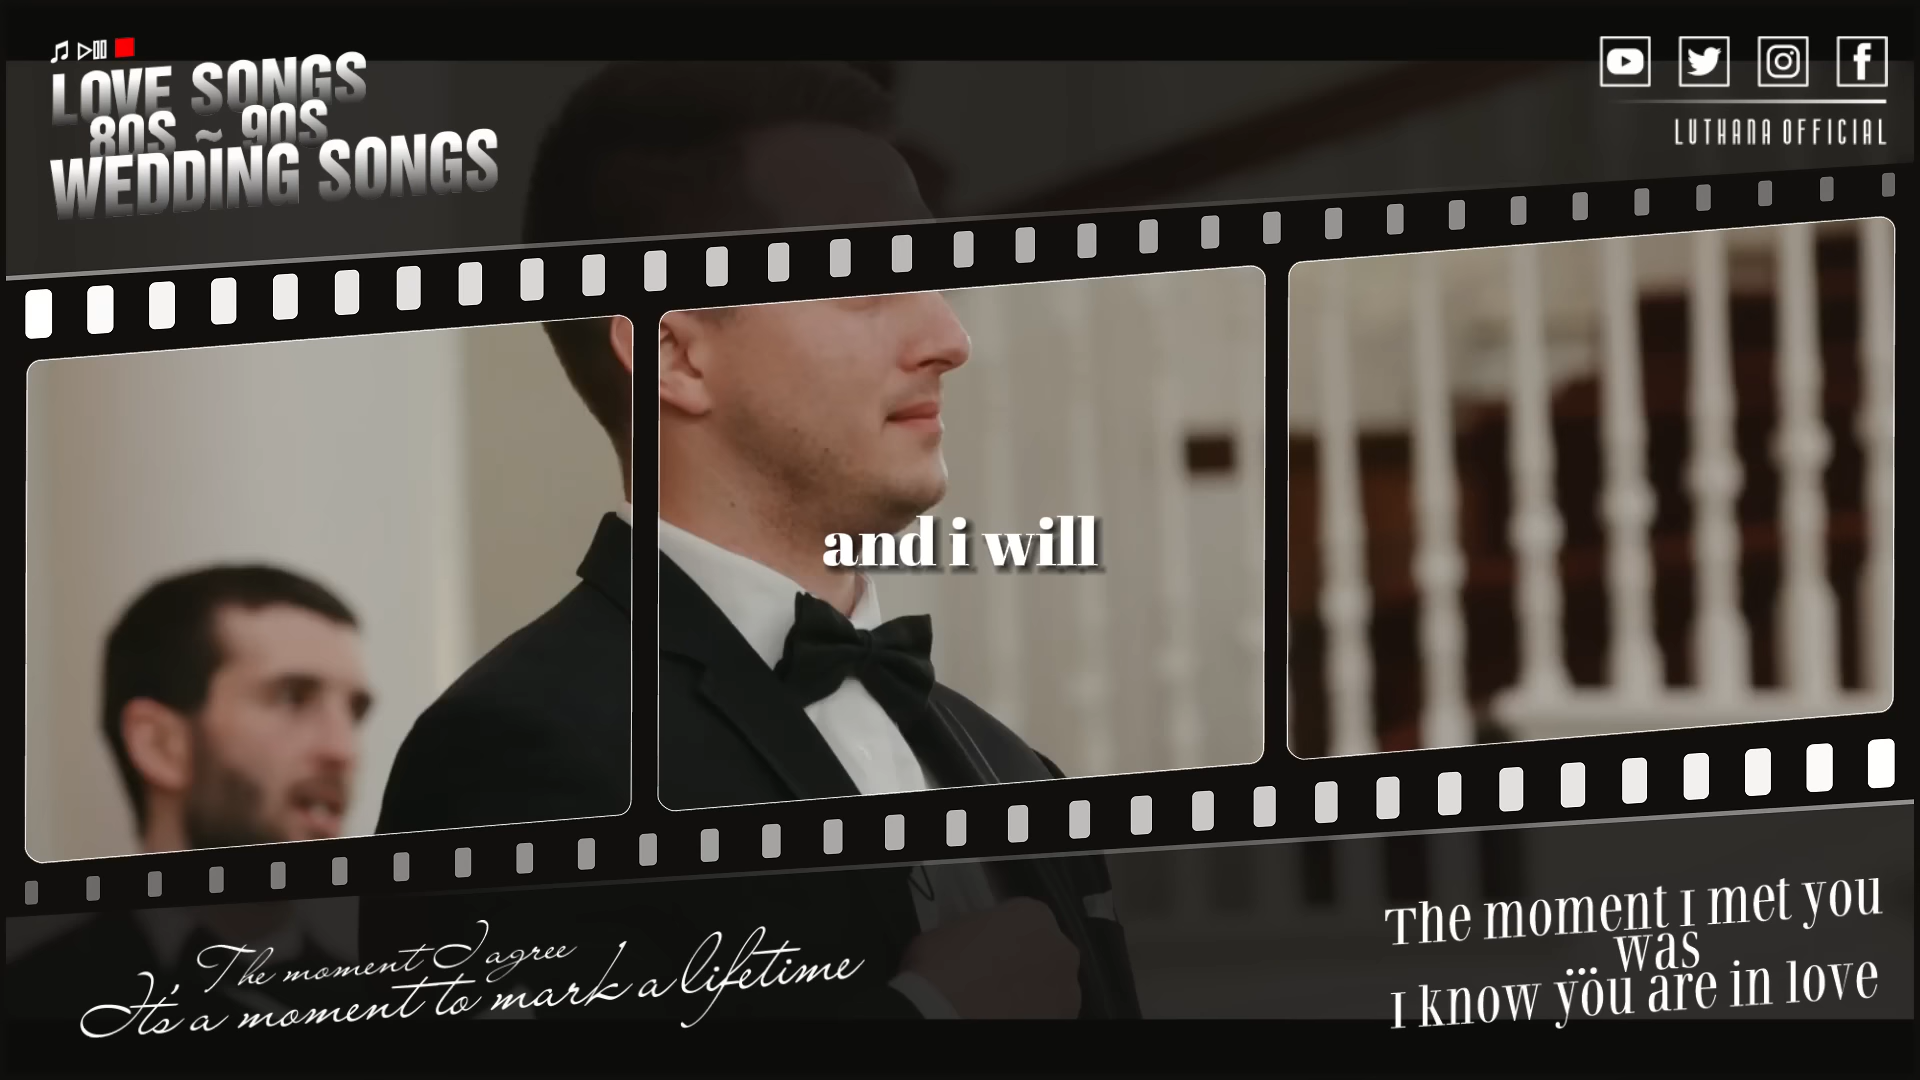 LOVE SONGS
80S ~ 90S
WEDDING SONGS
LUTHANA OFFICIAL
and i will
The moment I agree
It's a moment to mark a lifetime
The moment I met you
was
I know you are in love